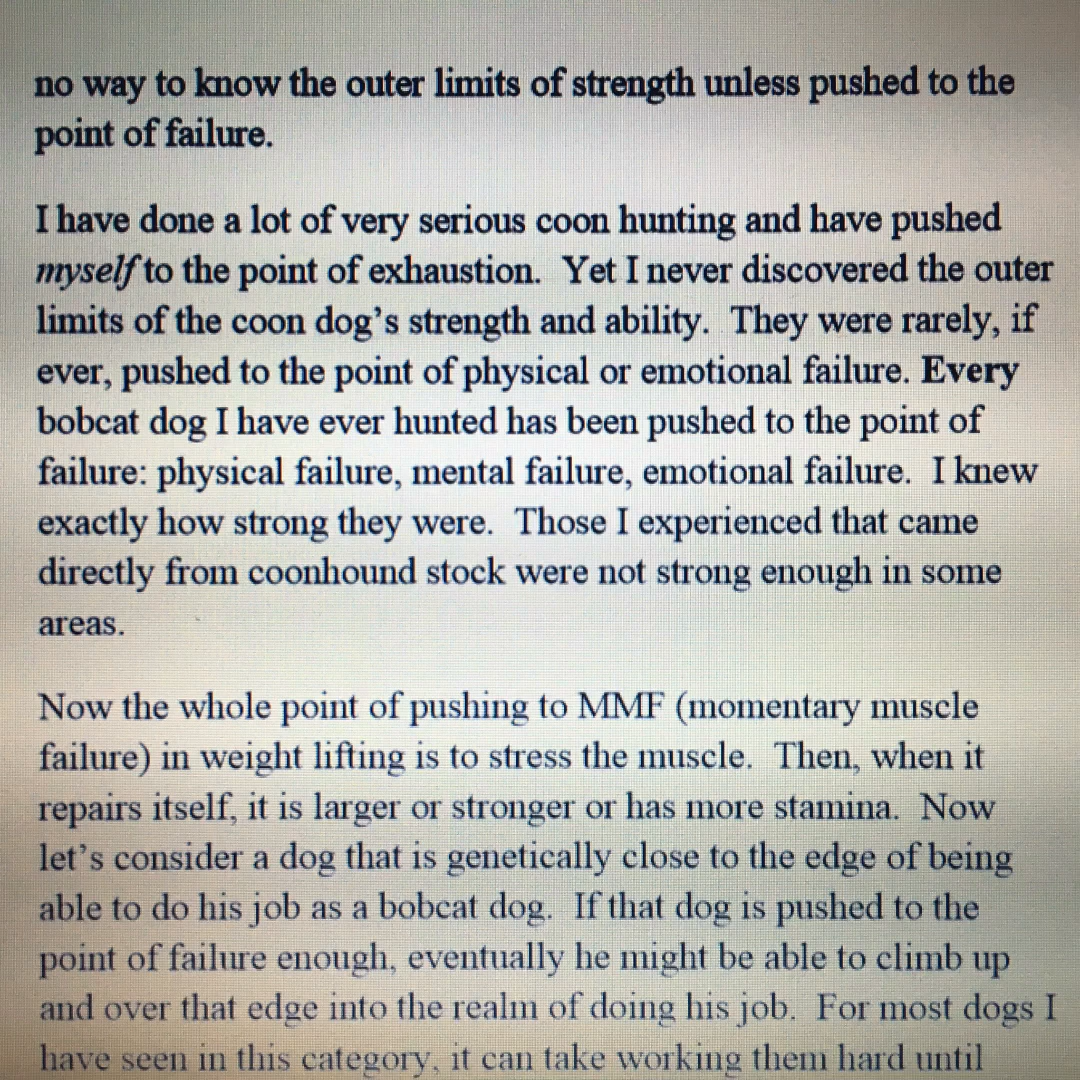 no way to know the outer limits of strength unless pushed to the
point of failure.
I have done a lot of very serious coon hunting and have pushed
myself to the point of exhaustion.  Yet I never discovered the outer
limits of the coon dog’s strength and ability.  They were rarely, if
ever, pushed to the point of physical or emotional failure. Every
bobcat dog I have ever hunted has been pushed to the point of
failure: physical failure, mental failure, emotional failure.  I knew
exactly how strong they were.  Those I experienced that came
directly from coonhound stock were not strong enough in some
areas.
Now the whole point of pushing to MMF (momentary muscle
failure) in weight lifting is to stress the muscle.  Then, when it
repairs itself, it is larger or stronger or has more stamina.  Now
let’s consider a dog that is genetically close to the edge of being
able to do his job as a bobcat dog.  If that dog is pushed to the
point of failure enough, eventually he might be able to climb up
and over that edge into the realm of doing his job.  For most dogs I
have seen in this category, it can take working them hard until